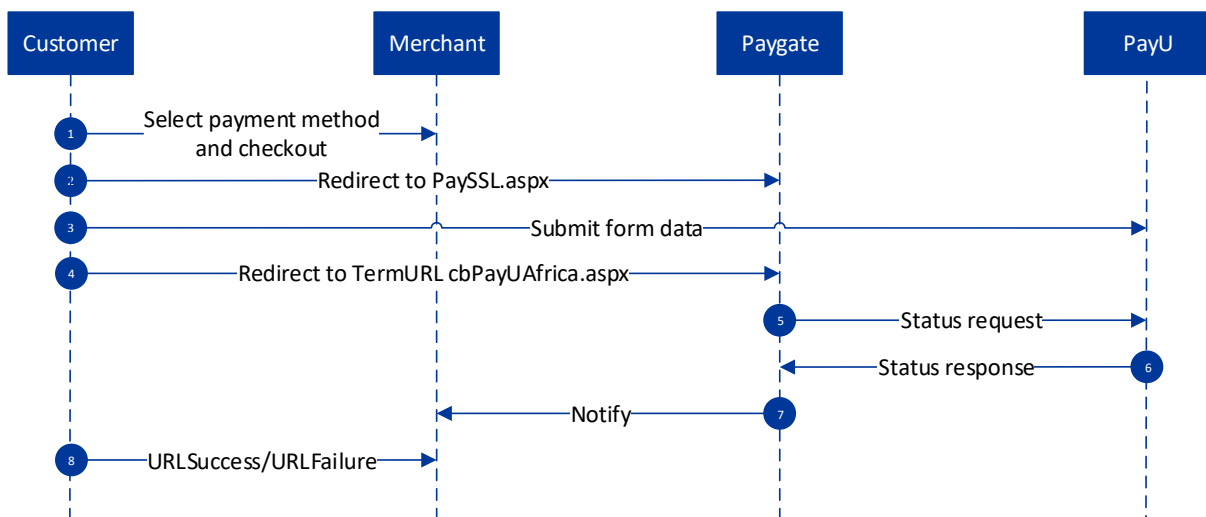 Customer
Merchant
Paygate
PayU
1
Select payment method
and checkout
2
Redirect to PaySSL.aspx
3
Submit form data
4
Redirect to TermURL cbPayUAfrica.aspx
5
Status request
Status response
6
Notify
7
8
URLSuccess/URLFailure